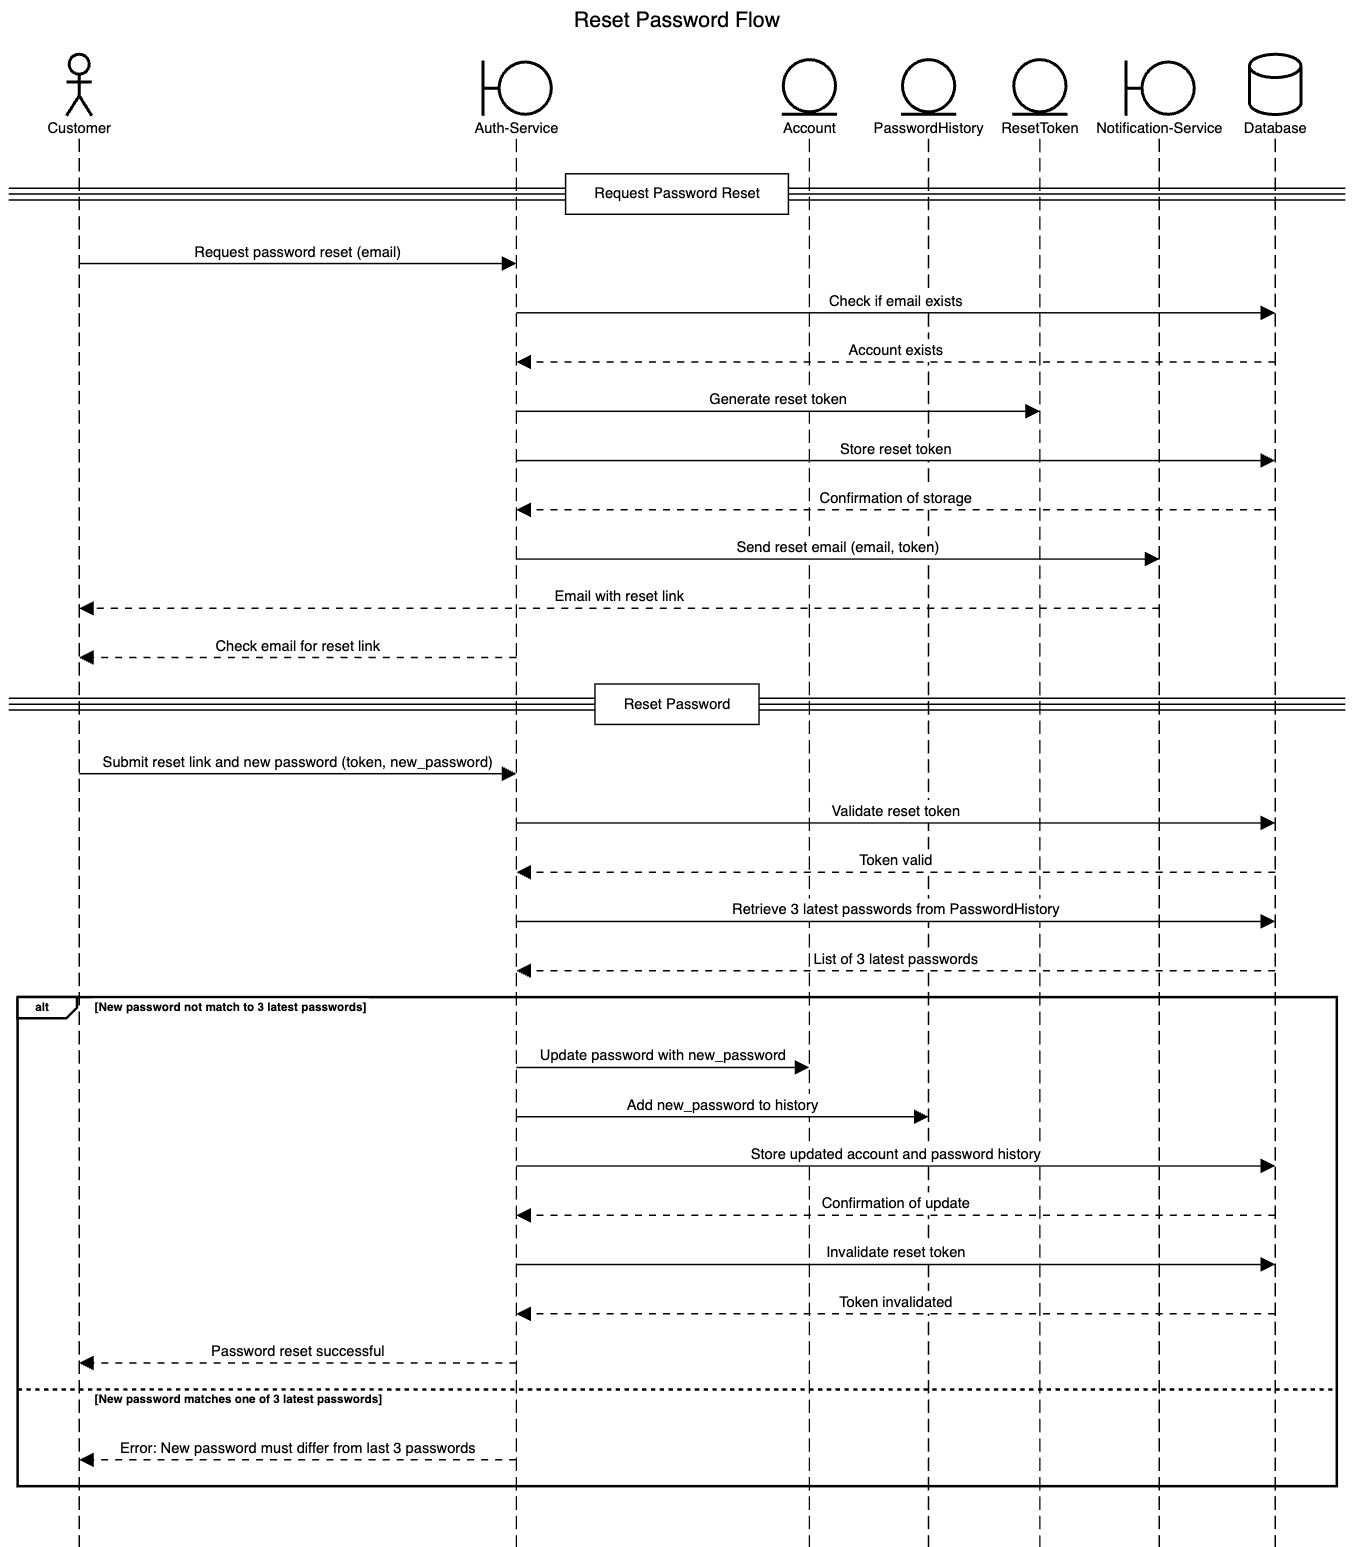 Reset Password Flow
Customer
Auth-Service
Account
PasswordHistory
ResetToken
Notification-Service
Database
Request Password Reset
Request password reset (email)
Check if email exists
Account exists
Generate reset token
Store reset token
Confirmation of storage
Send reset email (email, token)
Email with reset link
Check email for reset link
Reset Password
Submit reset link and new password (token, new_password)
Validate reset token
Token valid
Retrieve 3 latest passwords from PasswordHistory
List of 3 latest passwords
alt
[New password not match to 3 latest passwords]
Update password with new_password
Add new_password to history
Store updated account and password history
Confirmation of update
Invalidate reset token
Token invalidated
Password reset successful
[New password matches one of 3 latest passwords]
Error: New password must differ from last 3 passwords